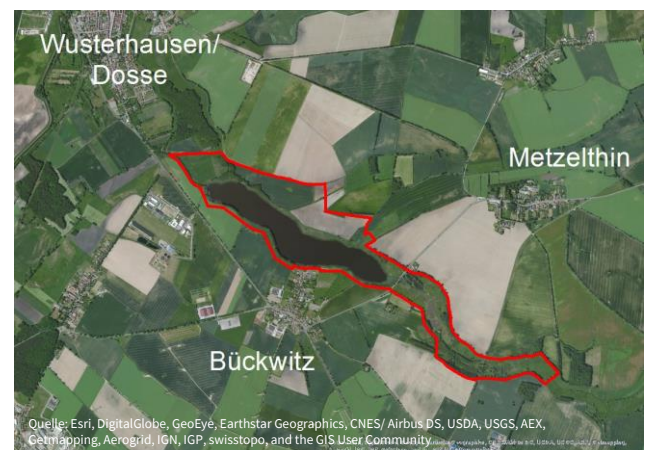 Wusterhausen/
Dosse
Metzelthin
Bückwitz
Quelle: Esri, DigitalGlobe, GeoEye, Earthstar Geographics, CNES/ Airbus DS, USDA, USGS, AEX,
Getmapping, Aerogrid, IGN, IGP, swisstopo, and the GIS User Community